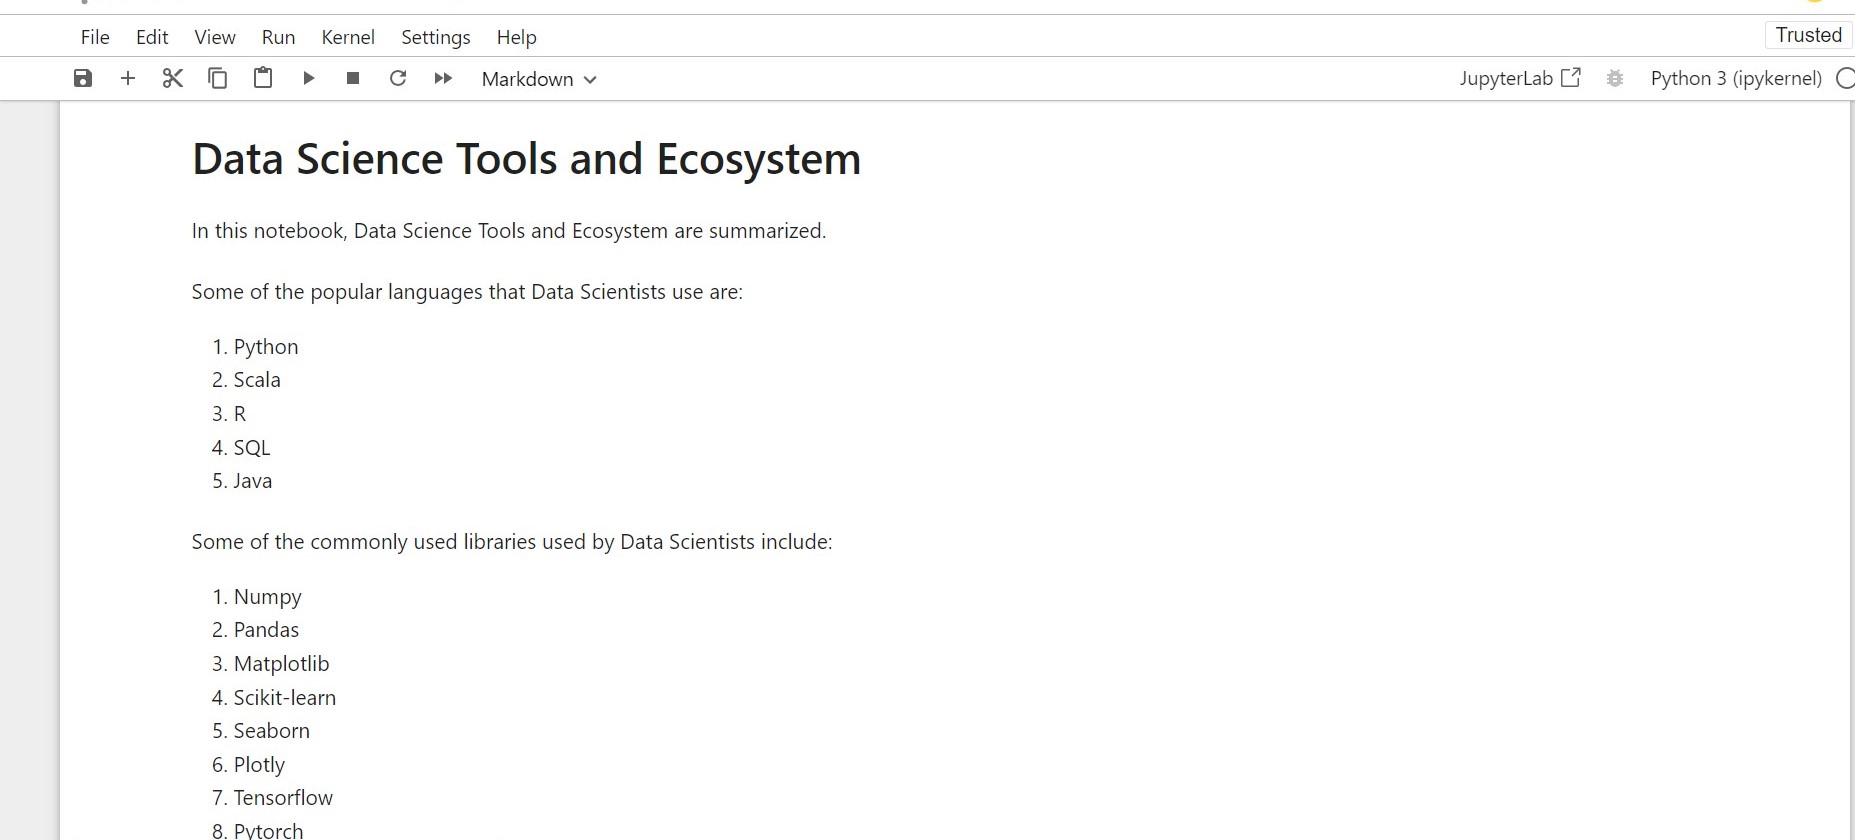 File Edit View Run Kernel Settings Help Trusted
Markdown JupyterLab Python 3 (ipykernel)
Data Science Tools and Ecosystem
In this notebook, Data Science Tools and Ecosystem are summarized.
Some of the popular languages that Data Scientists use are:
1. Python
2. Scala
3. R
4. SQL
5. Java
Some of the commonly used libraries used by Data Scientists include:
1. Numpy
2. Pandas
3. Matplotlib
4. Scikit-learn
5. Seaborn
6. Plotly
7. Tensorflow
8. Pytorch